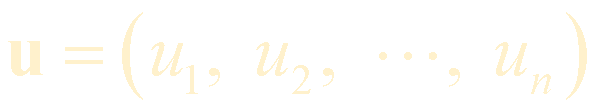 u = (u₁, u₂, ⋯, uₙ)